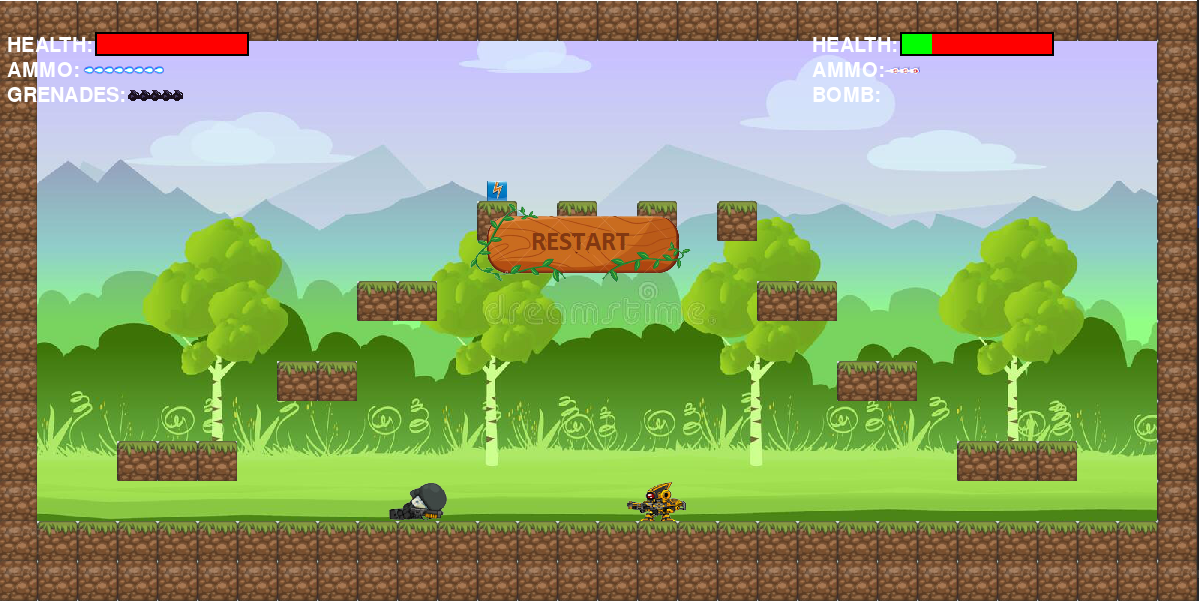 HEALTH:
AMMO:
GRENADES:
HEALTH:
AMMO:
BOMB:
RESTART
dreamstime.